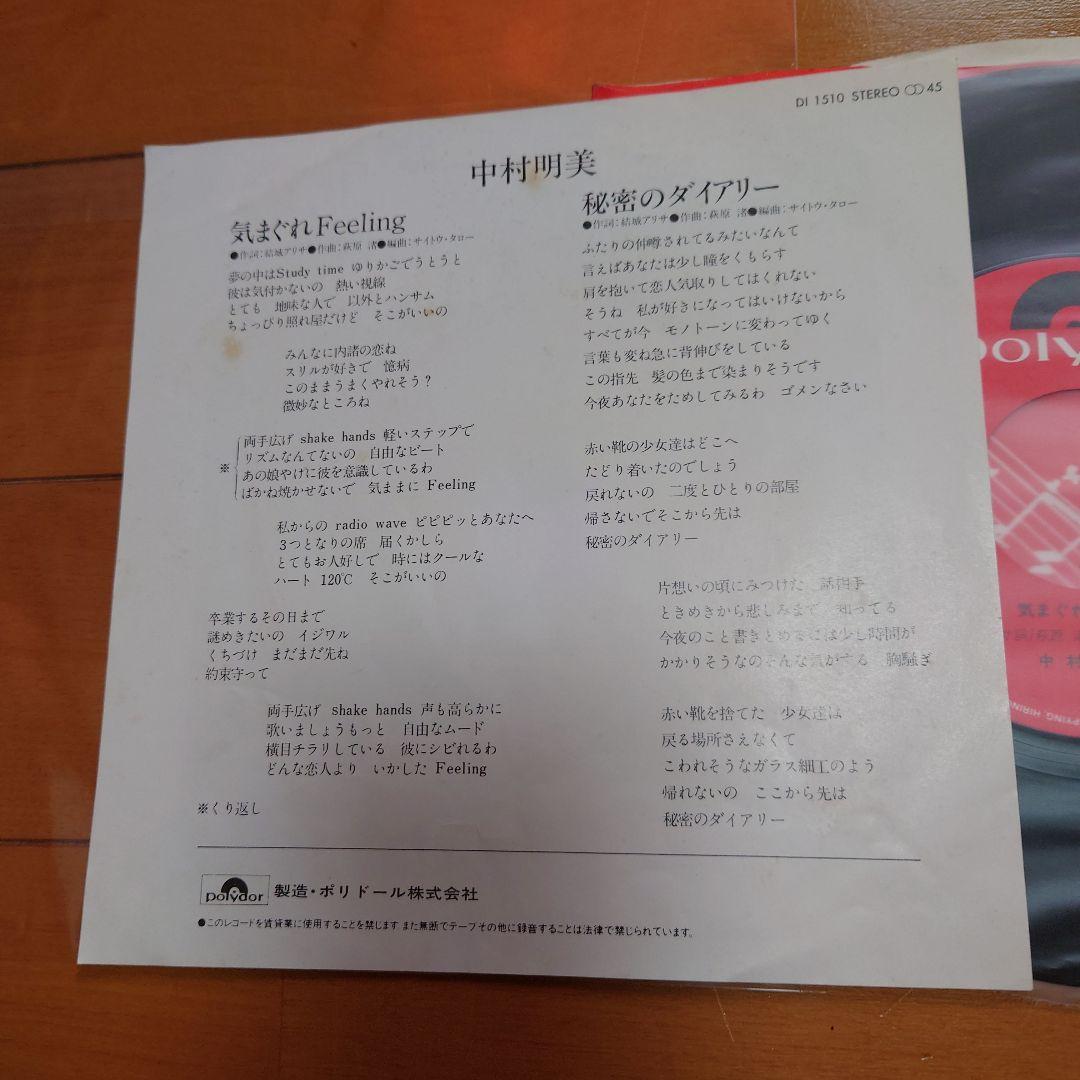 DI 1510 STEREO 45
中村明美
気まぐれ Feeling
●作詞:結城アリサ●作曲:萩原 渚●編曲:サイトウ・タロー
夢の中はStudy time ゆりかごでうとうと
彼は気付かないの 熱い視線
とても 地味な人で 以外とハンサム
ちょっぴり照れ屋だけど そこがいいの
みんなに内諸の恋ね
スリルが好きで 憶病
このままうまくやれそう?
微妙なところね
※
両手広げ shake hands 軽いステップで
リズムなんてないの 自由なビート
あの娘やけに彼を意識しているわ
ばかね焼かせないで 気ままに Feeling
私からの radio wave ピピピッとあなたへ
3つとなりの席 届くかしら
とてもお人好しで 時にはクールな
ハート 120℃ そこがいいの
卒業するその日まで
謎めきたいの イジワル
くちづけ まだまだ先ね
約束守って
両手広げ shake hands 声も高らかに
歌いましょうもっと 自由なムード
横目チラリしている 彼にシビれるわ
どんな恋人より いかした Feeling
※くり返し
秘密のダイアリー
●作詞:結城アリサ●作曲:萩原 渚●編曲:サイトウ・タロー
ふたりの仲噂されてるみたいなんて
言えばあなたは少し瞳をくもらす
肩を抱いて恋人気取りしてはくれない
そうね 私が好きになってはいけないから
すべてが今 モノトーンに変わってゆく
言葉も変ね急に背伸びをしている
この指先 髪の色まで染まりそうです
今夜あなたをためしてみるわ ゴメンなさい
赤い靴の少女達はどこへ
たどり着いたのでしょう
戻れないの 二度とひとりの部屋
帰さないでそこから先は
秘密のダイアリー
片想いの頃にみつけた 話相手
ときめきから悲しみまで 知ってる
今夜のこと書きとめるには少し時間が
かかりそうなのそんな気がする 胸騒ぎ
赤い靴を捨てた 少女達は
戻る場所さえなくて
こわれそうなガラス細工のよう
帰れないの ここから先は
秘密のダイアリー
polydor 製造・ポリドール株式会社
●このレコードを賃貸業に使用することを禁じます また無断でテープその他に録音することは法律で禁じられています。
polyd
気まぐれ
中 村
PYING, HIRING